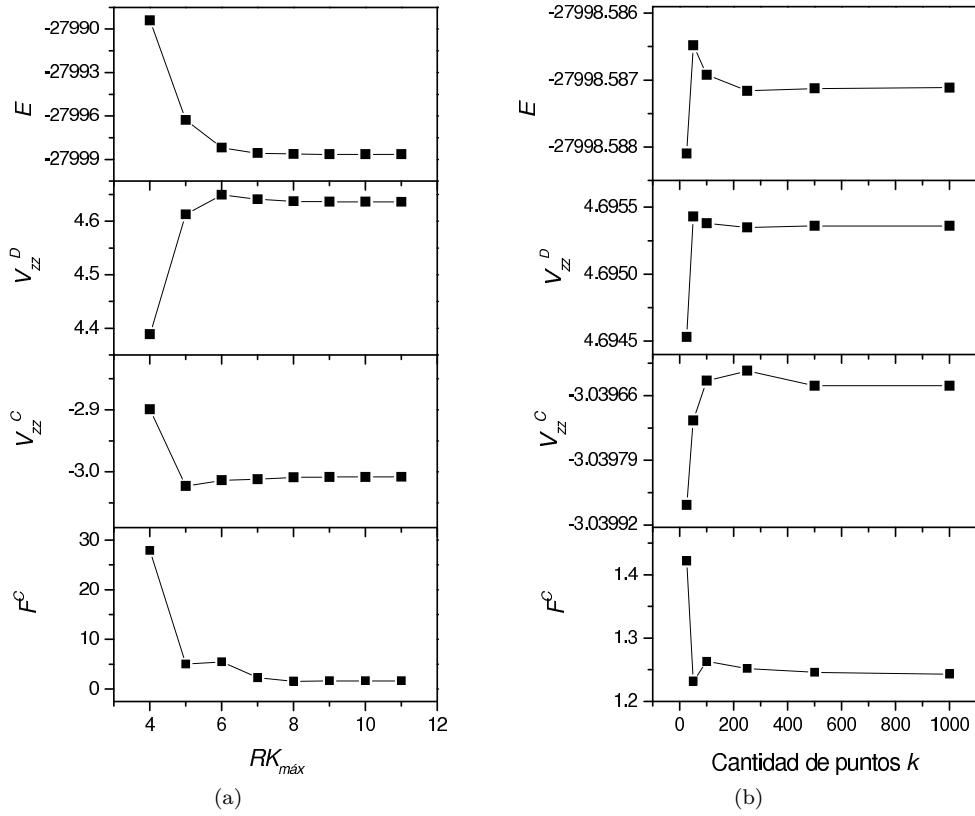 -27990
-27993
-27996
-27999
E
4.6
4.5
4.4
V_zz^D
-2.9
-3.0
V_zz^C
30
20
10
0
F^C
4 6 8 10 12
RK_máx
(a)
-27998.586
-27998.587
-27998.588
E
4.6955
4.6950
4.6945
V_zz^D
-3.03966
-3.03979
-3.03992
V_zz^C
1.4
1.3
1.2
F^C
0 200 400 600 800 1000
Cantidad de puntos k
(b)